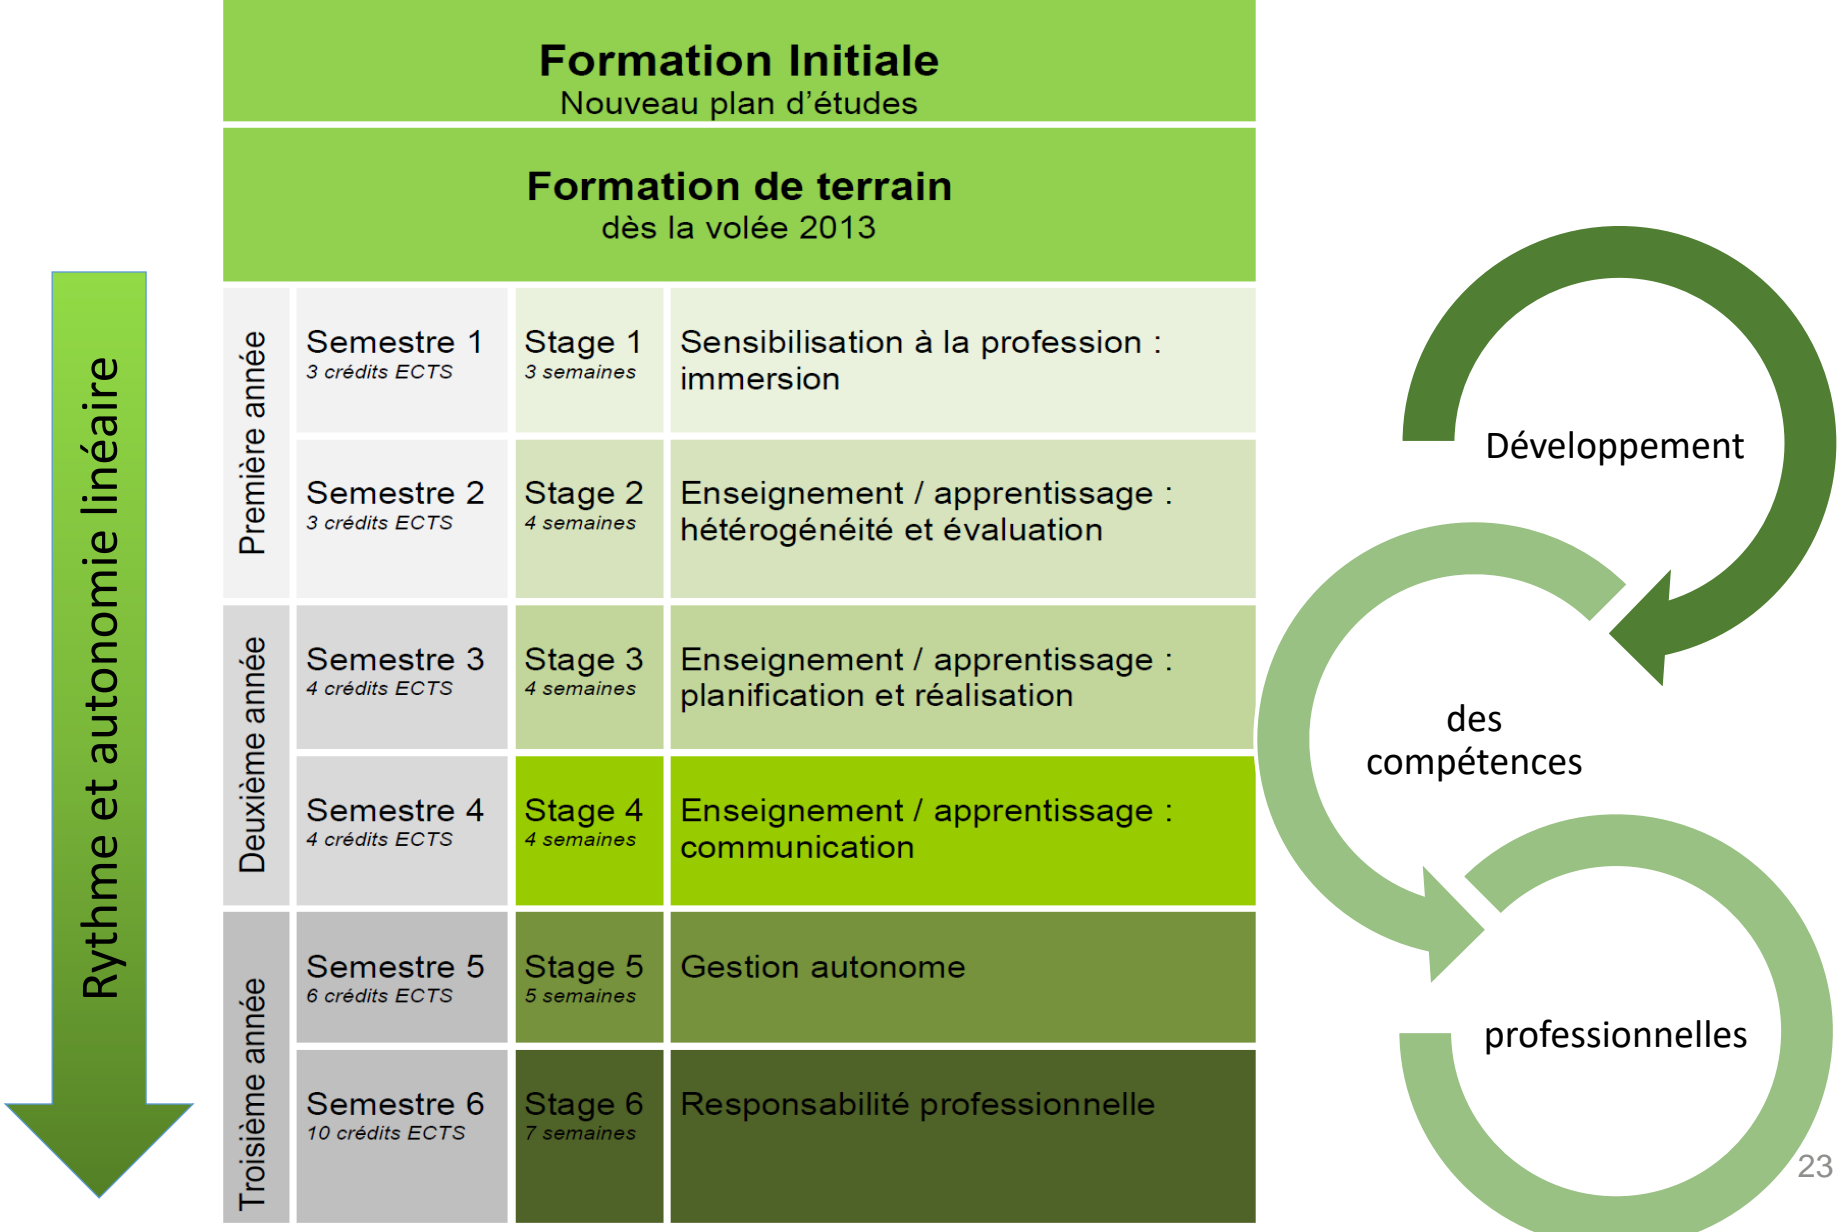 Formation Initiale
Nouveau plan d'études
Formation de terrain
dès la volée 2013
Rythme et autonomie linéaire
Première année
Semestre 1
3 crédits ECTS
Stage 1
3 semaines
Sensibilisation à la profession :
immersion
Semestre 2
3 crédits ECTS
Stage 2
4 semaines
Enseignement / apprentissage :
hétérogénéité et évaluation
Deuxième année
Semestre 3
4 crédits ECTS
Stage 3
4 semaines
Enseignement / apprentissage :
planification et réalisation
Semestre 4
4 crédits ECTS
Stage 4
4 semaines
Enseignement / apprentissage :
communication
Troisième année
Semestre 5
6 crédits ECTS
Stage 5
5 semaines
Gestion autonome
Semestre 6
10 crédits ECTS
Stage 6
7 semaines
Responsabilité professionnelle
Développement
des
compétences
professionnelles
23